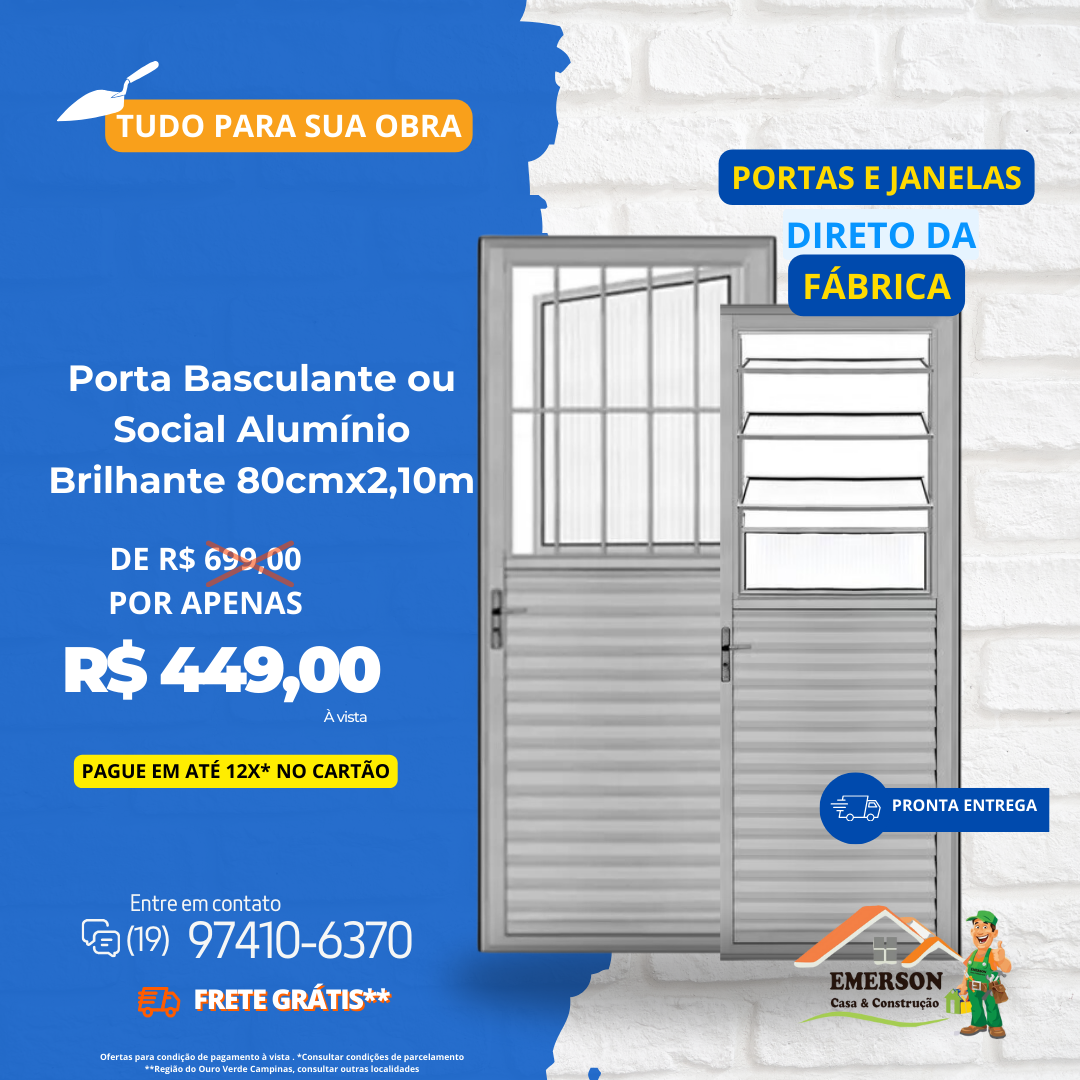 TUDO PARA SUA OBRA
PORTAS E JANELAS
DIRETO DA
FÁBRICA
Porta Basculante ou
Social Alumínio
Brilhante 80cmx2,10m
DE R$ 699,00
POR APENAS
R$ 449,00
À vista
PAGUE EM ATÉ 12X* NO CARTÃO
PRONTA ENTREGA
Entre em contato
(19) 97410-6370
FRETE GRÁTIS**
EMERSON
Casa & Construção
Ofertas para condição de pagamento à vista . *Consultar condições de parcelamento
**Região do Ouro Verde Campinas, consultar outras localidades